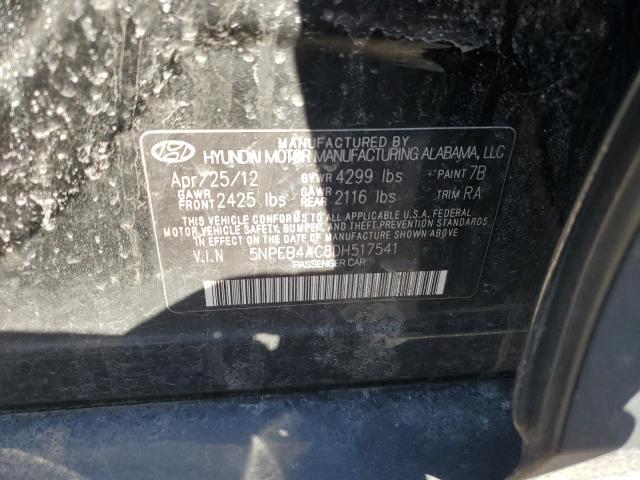 MANUFACTURED BY
HYUNDAI MOTOR MANUFACTURING ALABAMA, LLC
Apr/25/12 GVWR 4299 lbs PAINT 7B
GAWR FRONT 2425 lbs GAWR REAR 2116 lbs TRIM RA
THIS VEHICLE CONFORMS TO ALL APPLICABLE U.S.A. FEDERAL
MOTOR VEHICLE SAFETY, BUMPER, AND THEFT PREVENTION STANDARDS
IN EFFECT ON THE DATE OF MANUFACTURE SHOWN ABOVE.
V.I.N 5NPEB4AC8DH517541
PASSENGER CAR